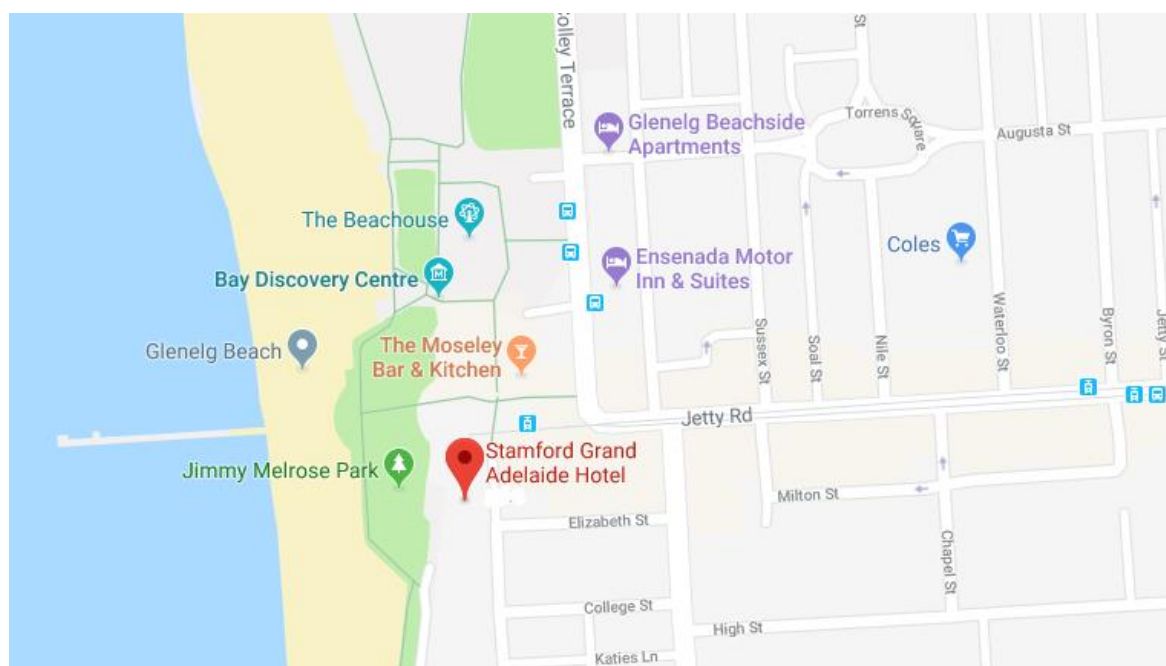 Colley Terrace
St
Glenelg Beachside
Apartments
Torrens Square
Augusta St
The Beachouse
Coles
Bay Discovery Centre
Ensenada Motor
Inn & Suites
Glenelg Beach
The Moseley
Bar & Kitchen
Sussex St
Soal St
Nile St
Waterloo St
Byron St
Jetty St
Jetty Rd
Jimmy Melrose Park
Stamford Grand
Adelaide Hotel
Milton St
Elizabeth St
Chapel St
College St
High St
Katies Ln